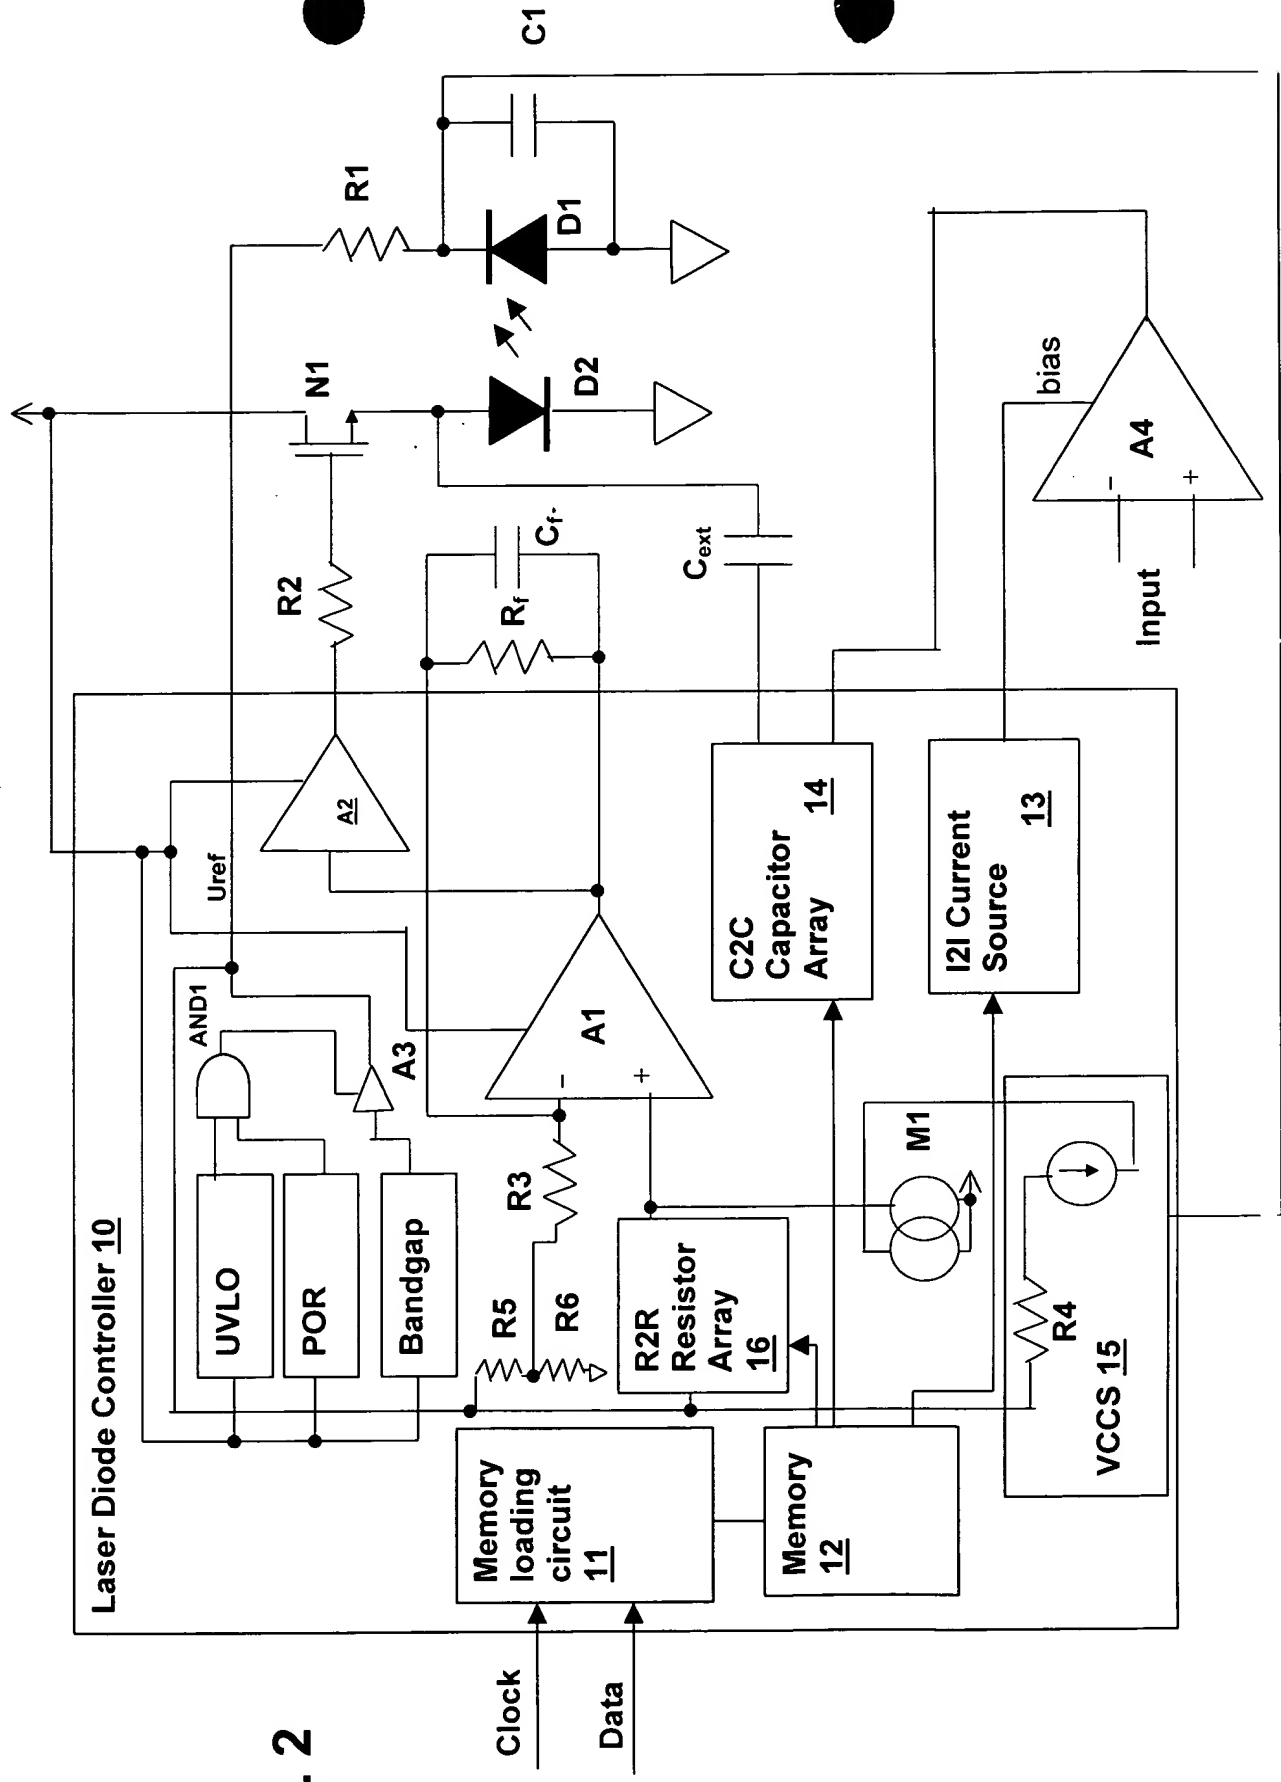 . 2
Laser Diode Controller 10
UVLO
POR
Bandgap
AND1
A3
Uref
A2
R2
N1
R1
C1
D1
D2
R5
R6
R3
A1
−
+
Rf
Cf-
Cext
Memory
loading
circuit
11
Clock
Data
Memory
12
R2R
Resistor
Array
16
M1
C2C
Capacitor
Array
14
I2I Current
Source
13
R4
VCCS 15
bias
A4
−
+
Input